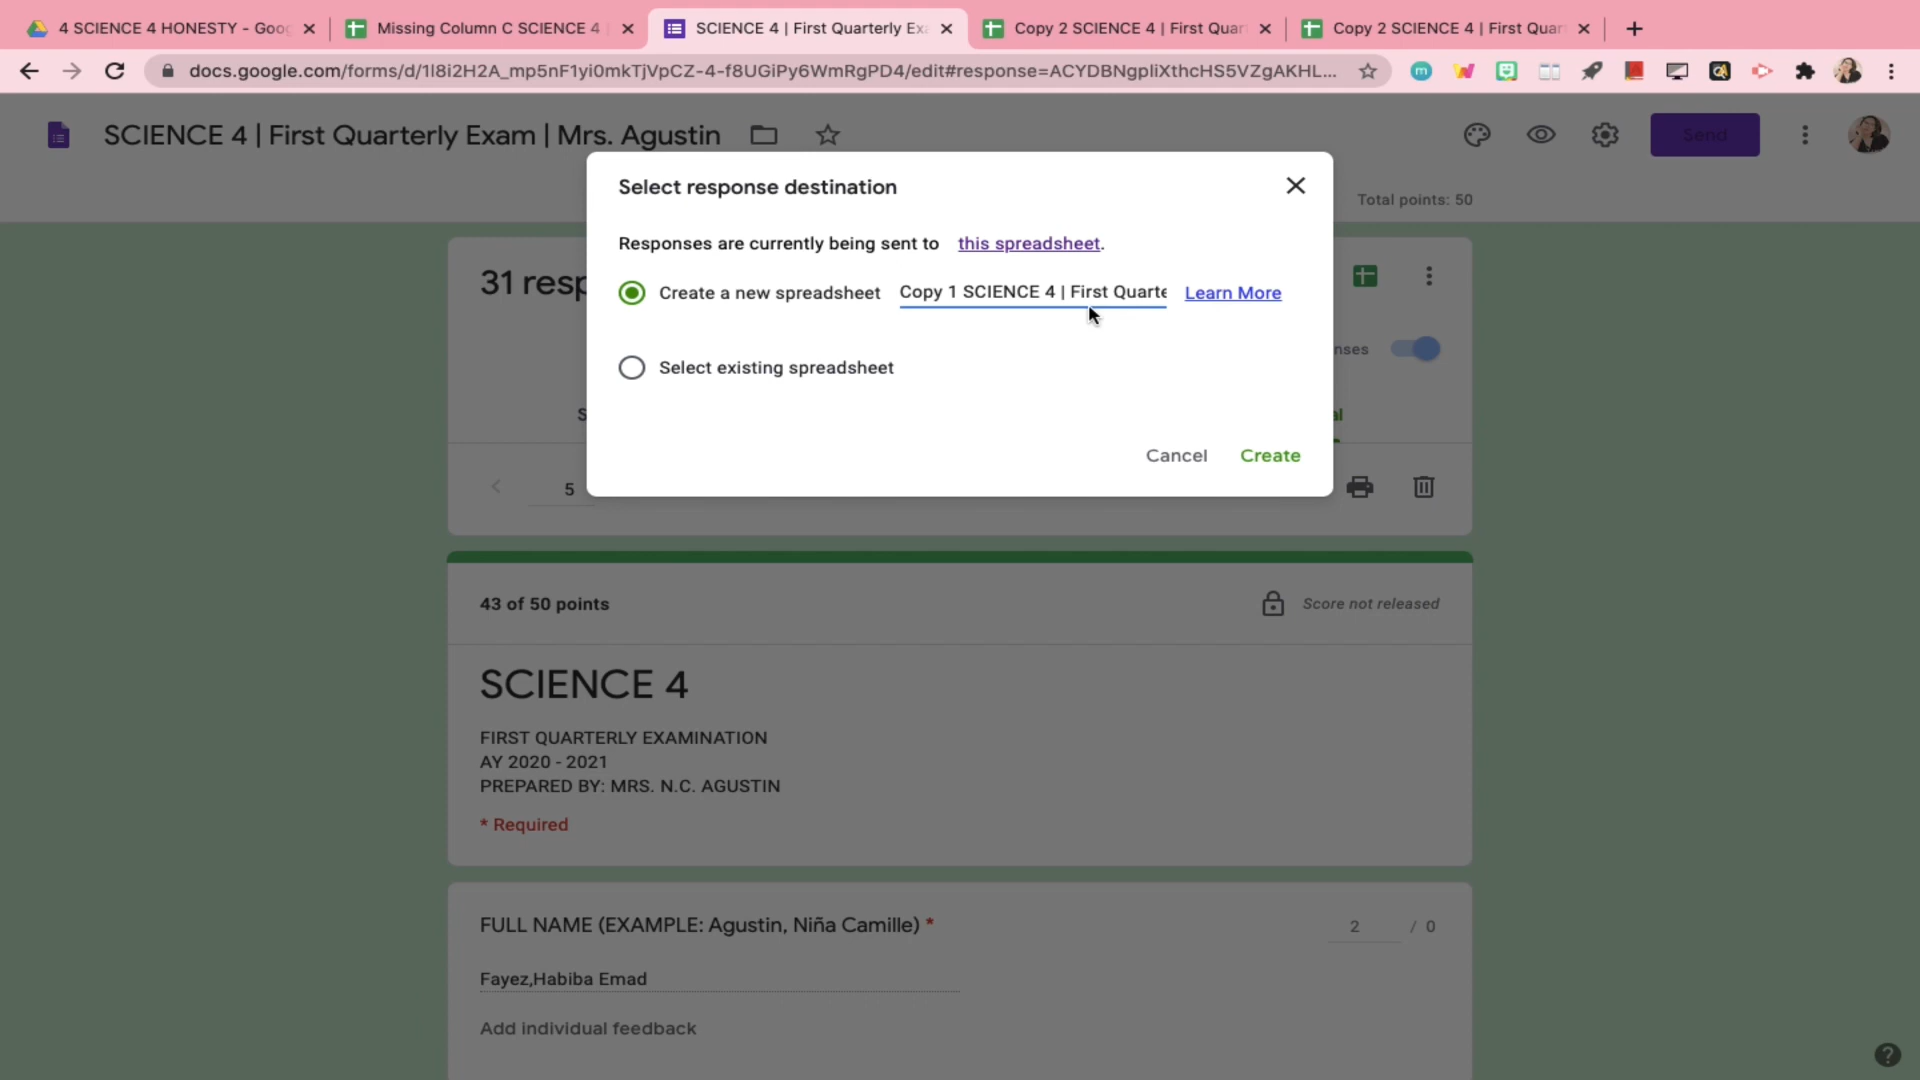 4 SCIENCE 4 HONESTY - Goog
Missing Column C SCIENCE 4
SCIENCE 4 | First Quarterly Exa
Copy 2 SCIENCE 4 | First Quar
Copy 2 SCIENCE 4 | First Quar
docs.google.com/forms/d/1I8i2H2A_mp5nF1yi0mkTjVpCZ-4-f8UGiPy6WmRgPD4/edit#response=ACYDBNgpliXthcHS5VZgAKHL...
SCIENCE 4 | First Quarterly Exam | Mrs. Agustin
Send
Total points: 50
Select response destination
Responses are currently being sent to this spreadsheet.
Create a new spreadsheet Copy 1 SCIENCE 4 | First Quarte Learn More
Select existing spreadsheet
Cancel Create
31 resp
nses
S
al
5
43 of 50 points
Score not released
SCIENCE 4
FIRST QUARTERLY EXAMINATION
AY 2020 - 2021
PREPARED BY: MRS. N.C. AGUSTIN
* Required
FULL NAME (EXAMPLE: Agustin, Niña Camille) *
2 / 0
Fayez,Habiba Emad
Add individual feedback